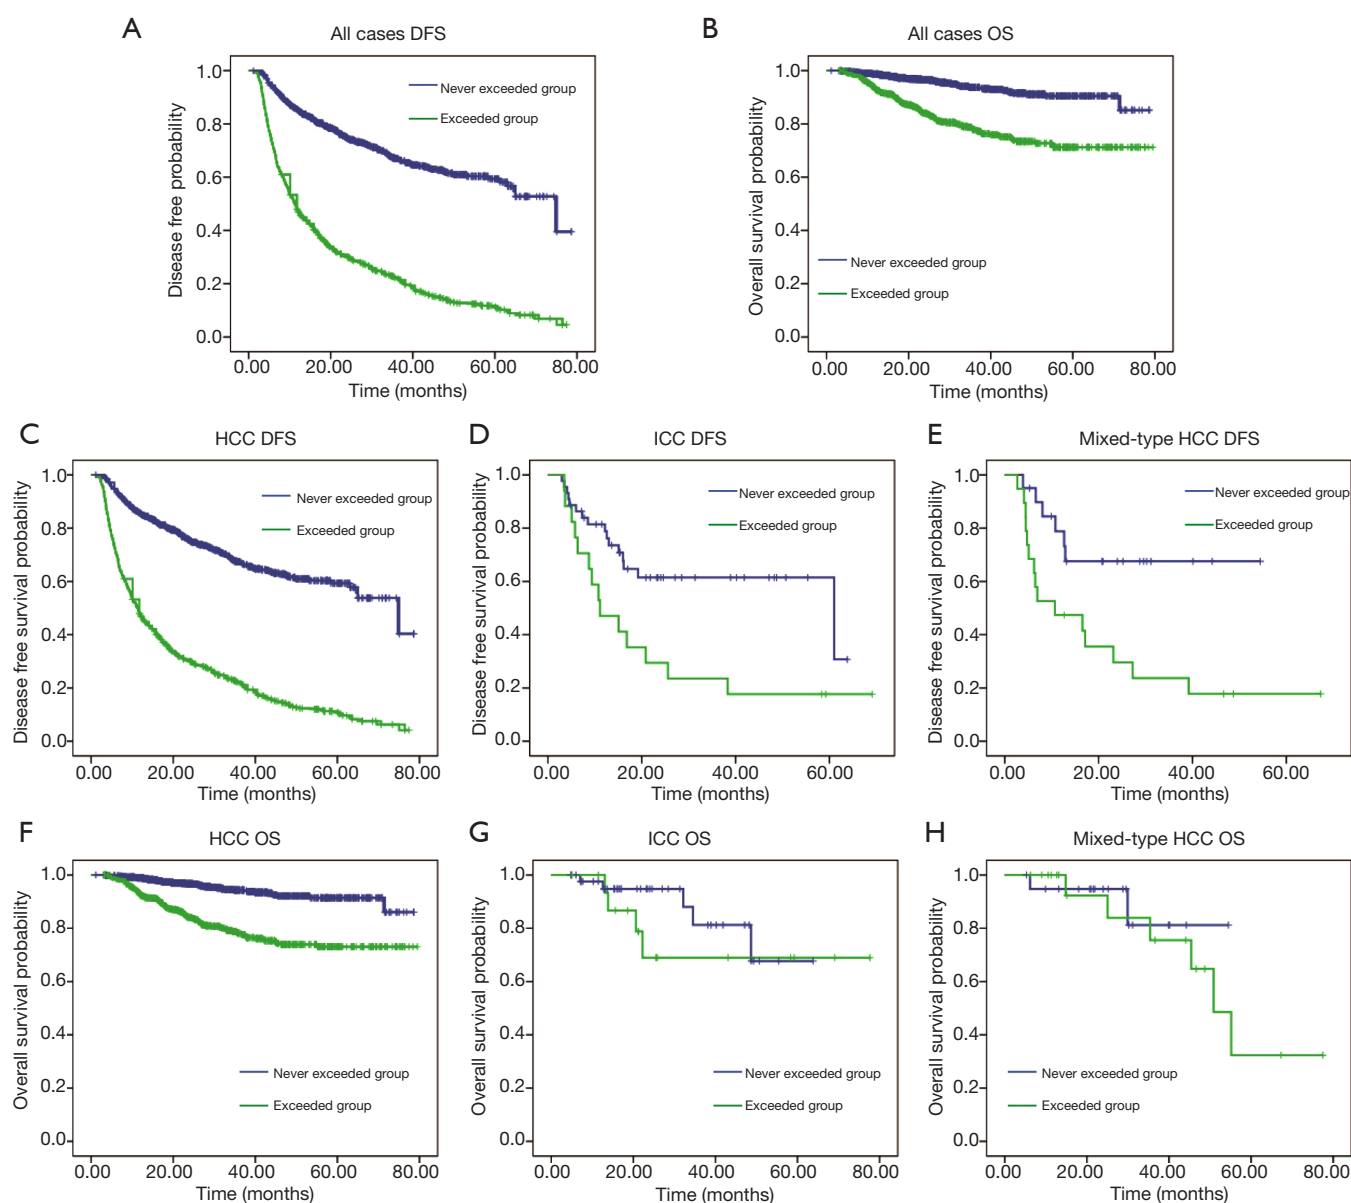 A
All cases DFS
Disease free probability
1.0
0.8
0.6
0.4
0.2
0.0
Never exceeded group
Exceeded group
0.00 20.00 40.00 60.00 80.00
Time (months)
B
All cases OS
Overall survival probability
1.0
0.8
0.6
0.4
0.2
0.0
Never exceeded group
Exceeded group
0.00 20.00 40.00 60.00 80.00
Time (months)
C
HCC DFS
Disease free survival probability
1.0
0.8
0.6
0.4
0.2
0.0
Never exceeded group
Exceeded group
0.00 20.00 40.00 60.00 80.00
Time (months)
D
ICC DFS
Disease free survival probability
1.0
0.8
0.6
0.4
0.2
0.0
Never exceeded group
Exceeded group
0.00 20.00 40.00 60.00
Time (months)
E
Mixed-type HCC DFS
Disease free survival probability
1.0
0.8
0.6
0.4
0.2
0.0
Never exceeded group
Exceeded group
0.00 20.00 40.00 60.00
Time (months)
F
HCC OS
Overall survival probability
1.0
0.8
0.6
0.4
0.2
0.0
Never exceeded group
Exceeded group
0.00 20.00 40.00 60.00 80.00
Time (months)
G
ICC OS
Overall survival probability
1.0
0.8
0.6
0.4
0.2
0.0
Never exceeded group
Exceeded group
0.00 20.00 40.00 60.00 80.00
Time (months)
H
Mixed-type HCC OS
Overall survival probability
1.0
0.8
0.6
0.4
0.2
0.0
Never exceeded group
Exceeded group
0.00 20.00 40.00 60.00 80.00
Time (months)